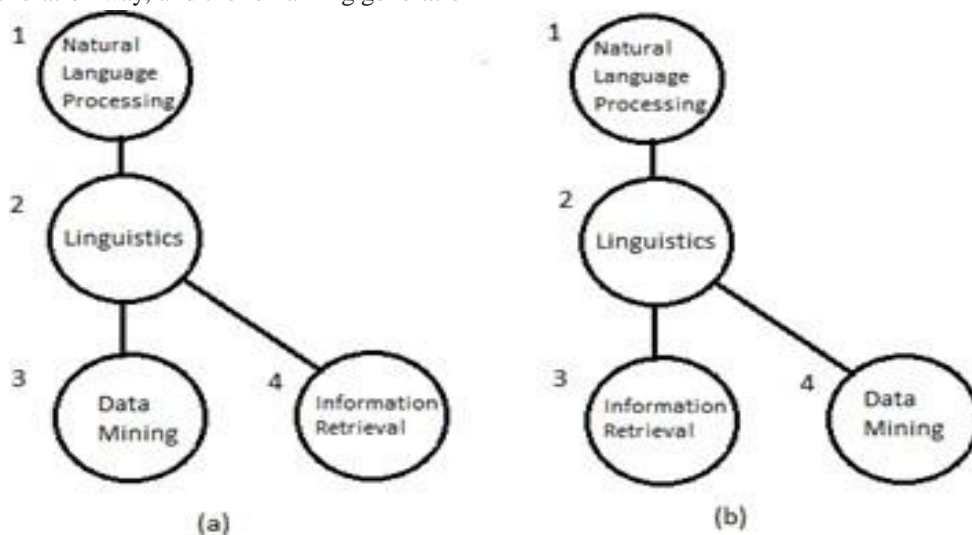 1
Natural
Language
Processing
2
Linguistics
3
Data
Mining
4
Information
Retrieval
(a)
1
Natural
Language
Processing
2
Linguistics
3
Information
Retrieval
4
Data
Mining
(b)